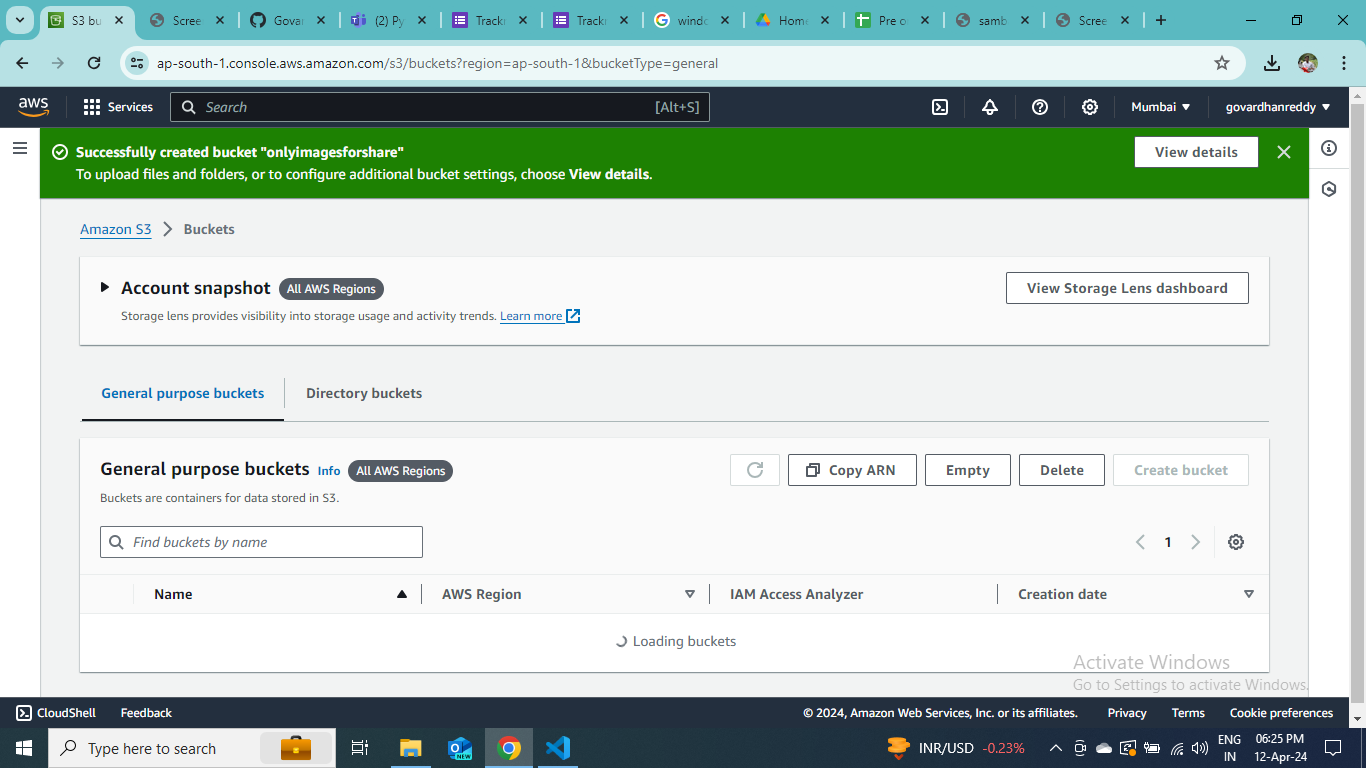 S3 bu
Scree
Govar
(2) Py
Trackr
Trackr
windo
Home
Pre o
samb
Scree
ap-south-1.console.aws.amazon.com/s3/buckets?region=ap-south-1&bucketType=general
aws
Services
Search
[Alt+S]
Mumbai
govardhanreddy
Successfully created bucket "onlyimagesforshare"
To upload files and folders, or to configure additional bucket settings, choose View details.
View details
Amazon S3
Buckets
Account snapshot
All AWS Regions
View Storage Lens dashboard
Storage lens provides visibility into storage usage and activity trends. Learn more
General purpose buckets
Directory buckets
General purpose buckets Info
All AWS Regions
Copy ARN
Empty
Delete
Create bucket
Buckets are containers for data stored in S3.
Find buckets by name
1
Name
AWS Region
IAM Access Analyzer
Creation date
Loading buckets
Activate Windows
Go to Settings to activate Windows.
CloudShell
Feedback
© 2024, Amazon Web Services, Inc. or its affiliates.
Privacy
Terms
Cookie preferences
Type here to search
NEW
INR/USD -0.23%
ENG
IN
06:25 PM
12-Apr-24